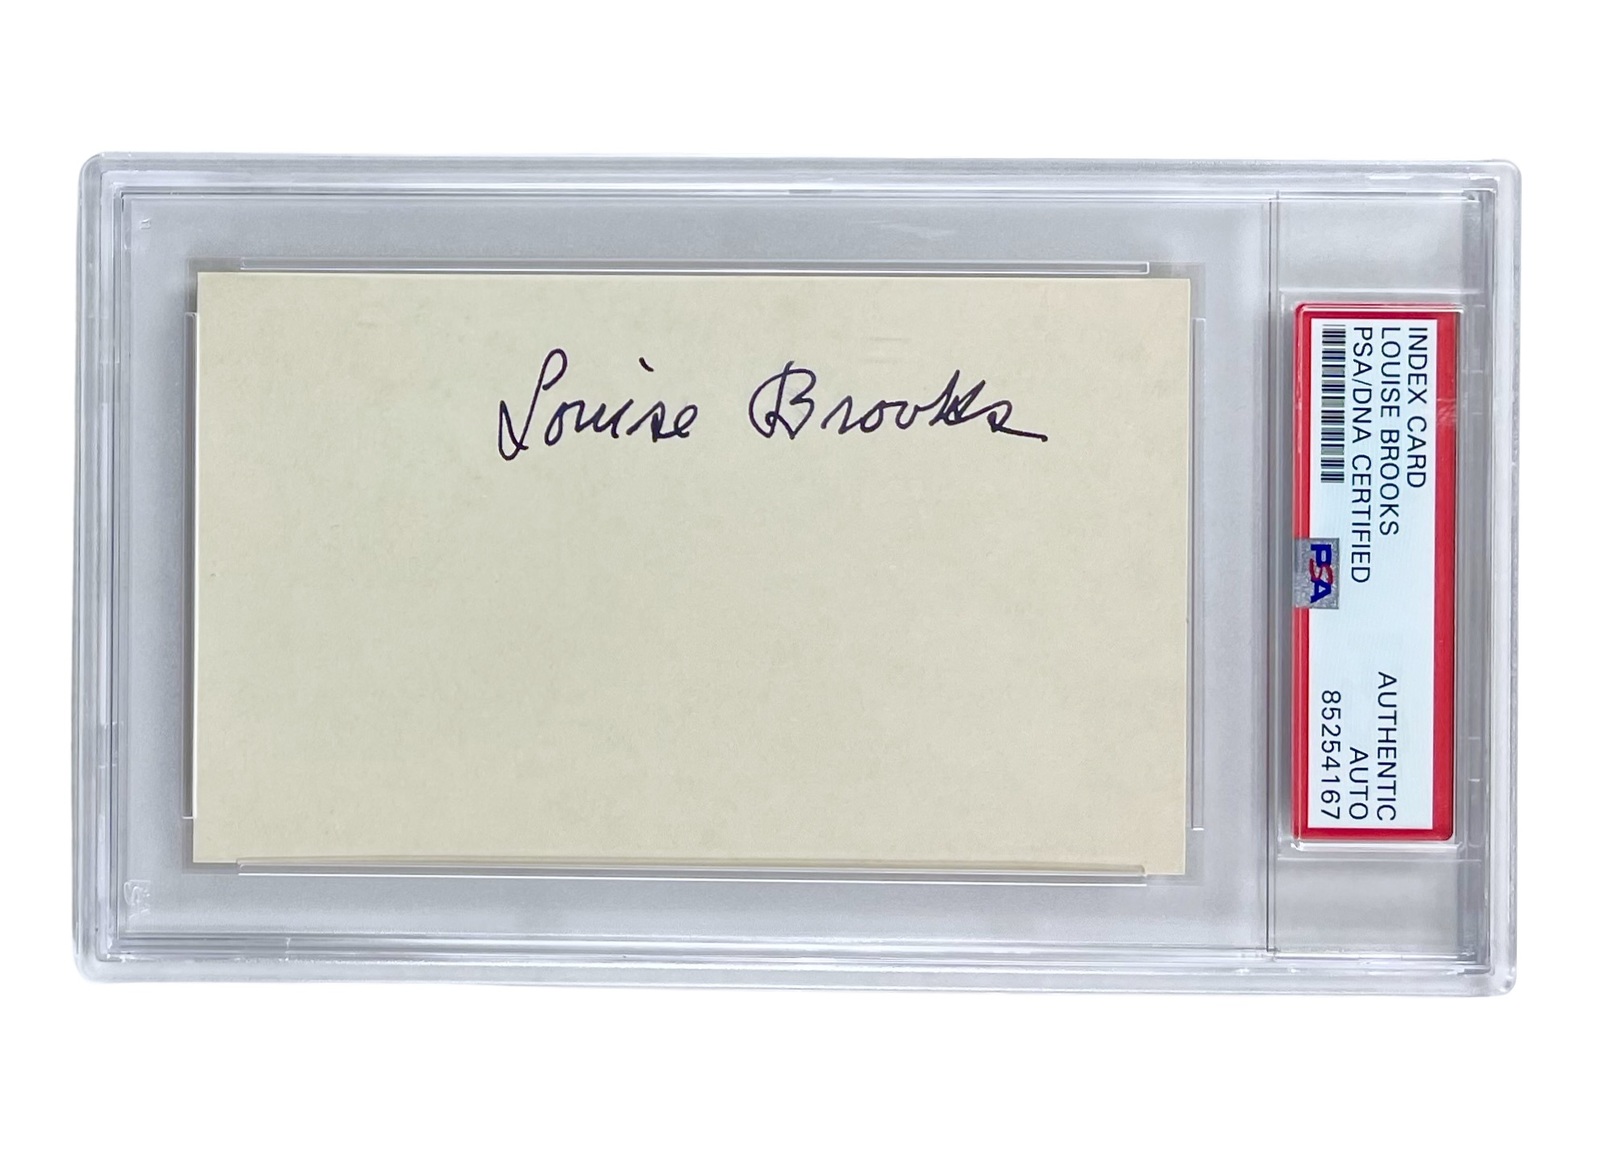 Louise Brooks
INDEX CARD
LOUISE BROOKS
PSA/DNA CERTIFIED
AUTHENTIC
AUTO
85254167
PSA